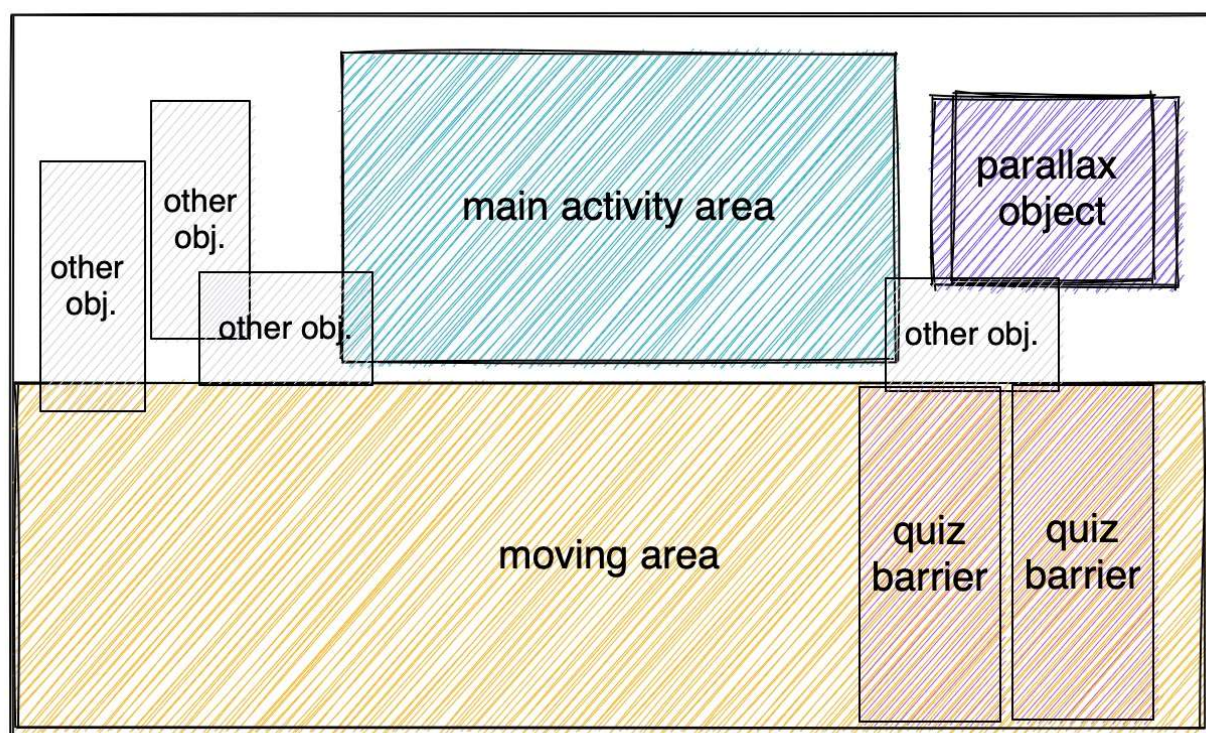 other
obj.
other
obj.
other obj.
main activity area
parallax
object
other obj.
moving area
quiz
barrier
quiz
barrier